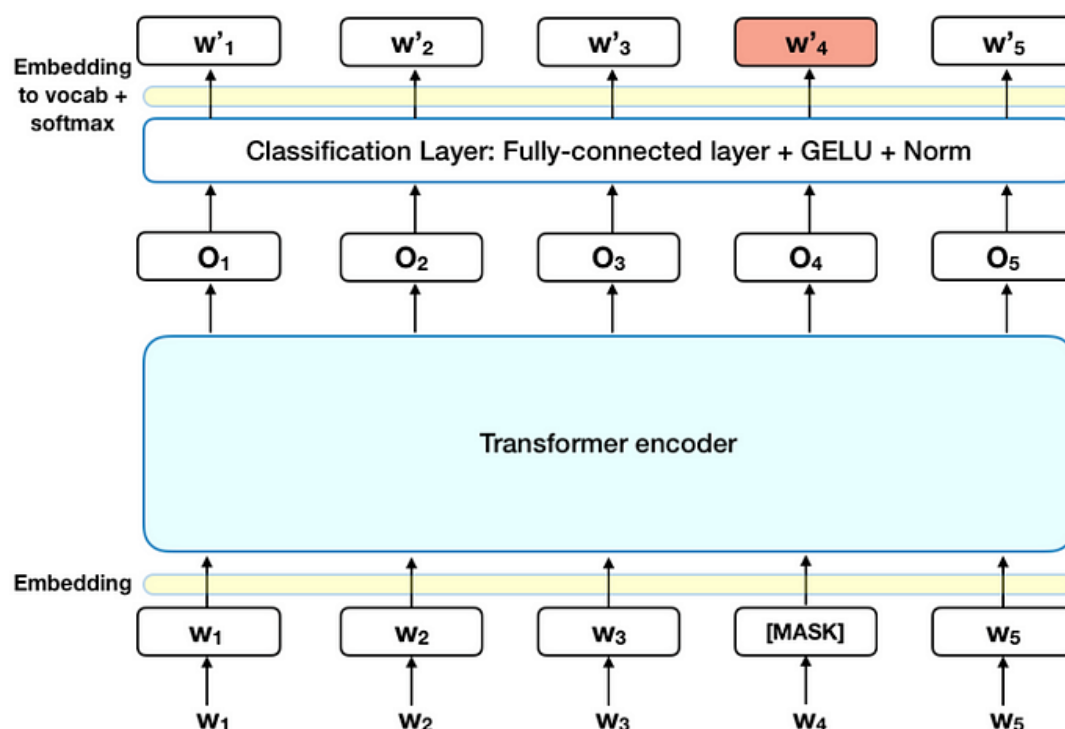 w'₁ w'₂ w'₃ w'₄ w'₅
Embedding
to vocab +
softmax
Classification Layer: Fully-connected layer + GELU + Norm
O₁ O₂ O₃ O₄ O₅
Transformer encoder
Embedding
w₁ w₂ w₃ [MASK] w₅
w₁ w₂ w₃ w₄ w₅